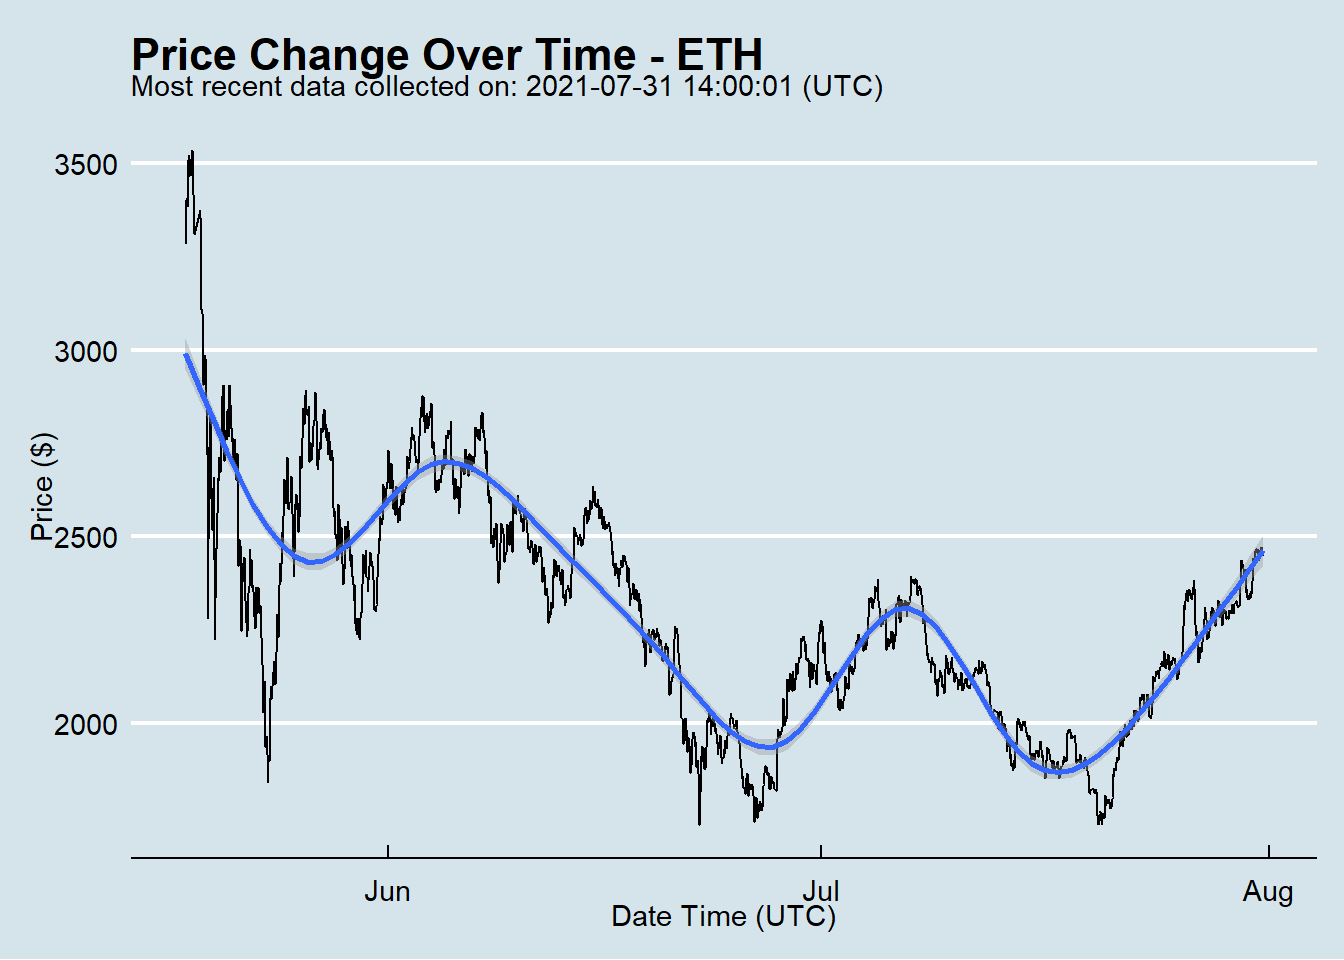 Price Change Over Time - ETH
Most recent data collected on: 2021-07-31 14:00:01 (UTC)
Price ($)
3500
3000
2500
2000
Jun
Jul
Aug
Date Time (UTC)